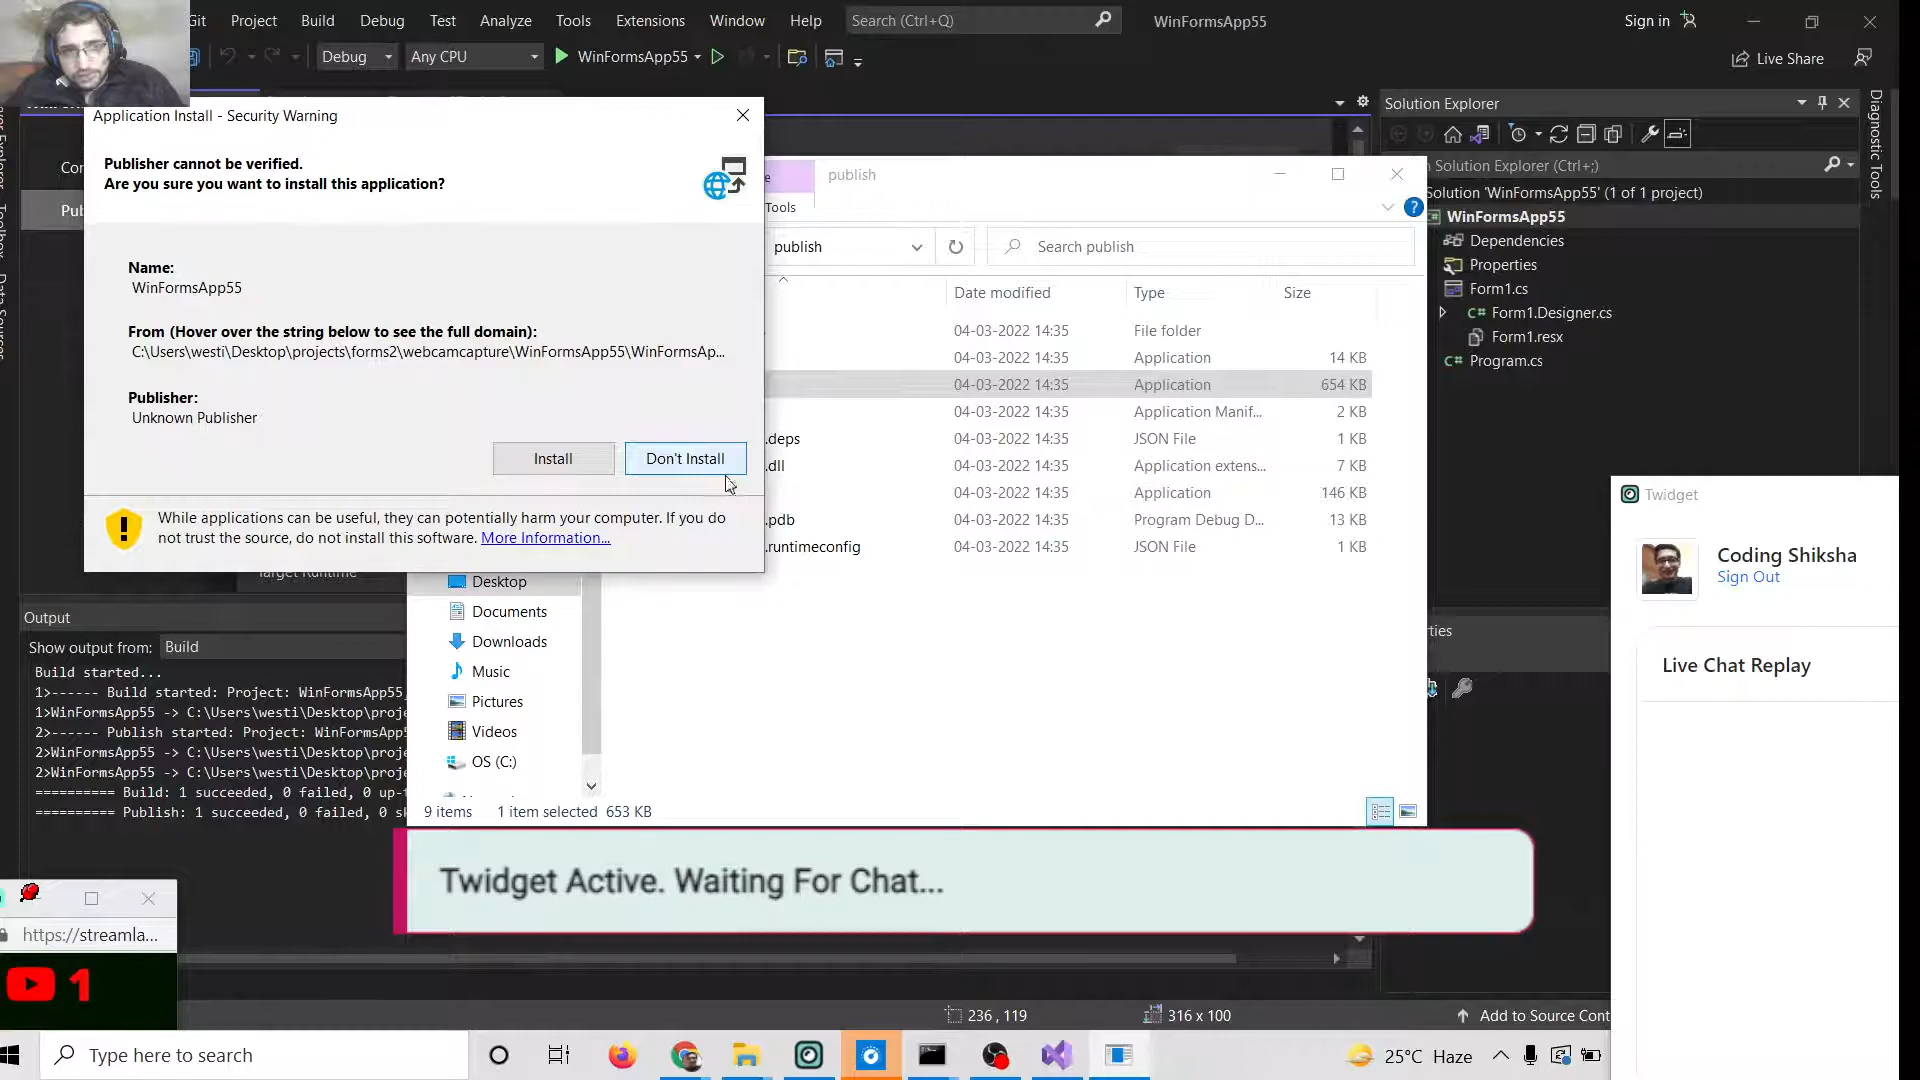 Git Project Build Debug Test Analyze Tools Extensions Window Help Search (Ctrl+Q) WinFormsApp55 Sign in
Debug Any CPU WinFormsApp55 Live Share
Application Install - Security Warning
Publisher cannot be verified.
Are you sure you want to install this application?
Name:
WinFormsApp55
From (Hover over the string below to see the full domain):
C:\Users\westi\Desktop\projects\forms2\webcamcapture\WinFormsApp55\WinFormsAp...
Publisher:
Unknown Publisher
Install Don't Install
While applications can be useful, they can potentially harm your computer. If you do
not trust the source, do not install this software. More Information...
publish
Tools
publish Search publish
Date modified Type Size
04-03-2022 14:35 File folder
04-03-2022 14:35 Application 14 KB
04-03-2022 14:35 Application 654 KB
04-03-2022 14:35 Application Manif... 2 KB
.deps 04-03-2022 14:35 JSON File 1 KB
.dll 04-03-2022 14:35 Application extens... 7 KB
04-03-2022 14:35 Application 146 KB
.pdb 04-03-2022 14:35 Program Debug D... 13 KB
.runtimeconfig 04-03-2022 14:35 JSON File 1 KB
Desktop
Documents
Downloads
Music
Pictures
Videos
OS (C:)
9 items 1 item selected 653 KB
Solution Explorer
Solution Explorer (Ctrl+;)
Solution 'WinFormsApp55' (1 of 1 project)
WinFormsApp55
Dependencies
Properties
Form1.cs
Form1.Designer.cs
Form1.resx
Program.cs
Diagnostic Tools
Toolbox
Data Sources
Output
Show output from: Build
Build started...
1>------ Build started: Project: WinFormsApp55,
1>WinFormsApp55 -> C:\Users\westi\Desktop\proje
2>------ Publish started: Project: WinFormsApp5
2>WinFormsApp55 -> C:\Users\westi\Desktop\proje
2>WinFormsApp55 -> C:\Users\westi\Desktop\proje
========== Build: 1 succeeded, 0 failed, 0 up-t
========== Publish: 1 succeeded, 0 failed, 0 sk
Twidget
Coding Shiksha
Sign Out
Live Chat Replay
Twidget Active. Waiting For Chat...
https://streamla...
1
236 , 119 316 x 100 Add to Source Cont
Type here to search 25°C Haze